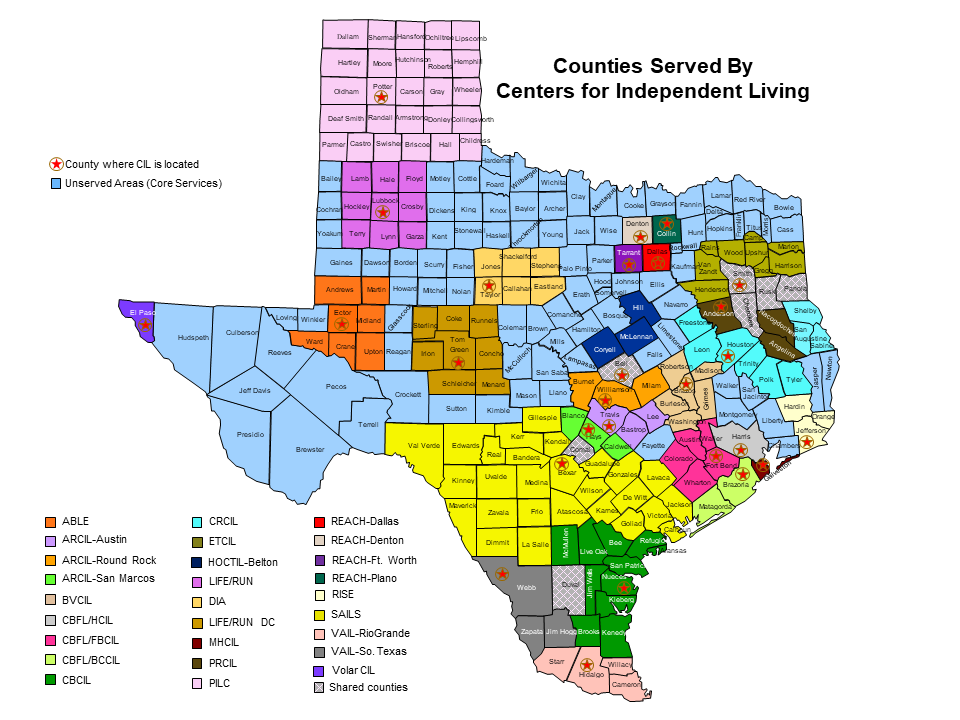 Counties Served By
Centers for Independent Living
County where CIL is located
Unserved Areas (Core Services)
Dallam Sherman Hansford Ochiltree Lipscomb
Hartley Moore Hutchinson Roberts Hemphill
Oldham Potter Carson Gray Wheeler
Deaf Smith Randall Armstrong Donley Collingsworth
Parmer Castro Swisher Briscoe Hall Childress
Hardeman
Bailey Lamb Hale Floyd Motley Cottle Foard Wilbarger Wichita Clay Montague Cooke Grayson Fannin Lamar Red River Bowie
Cochran Hockley Lubbock Crosby Dickens King Knox Baylor Archer Jack Wise Denton Collin Hunt Delta Hopkins Franklin Titus Morris Cass
Yoakum Terry Lynn Garza Kent Stonewall Haskell Throckmorton Young Parker Tarrant Dallas Rockwall Kaufman Rains Wood Camp Upshur Marion
Gaines Dawson Borden Scurry Fisher Jones Shackelford Stephens Palo Pinto Hood Johnson Ellis Van Zandt Smith Gregg Harrison
Andrews Martin Howard Mitchel Nolan Taylor Callahan Eastland Erath Somervell Navarro Henderson Rusk Panola
El Paso Hudspeth Culberson Loving Winkler Ector Midland Glasscock Sterling Coke Runnels Coleman Brown Comanche Bosque Hill Freestone Anderson Cherokee Nacogdoches Shelby
Reeves Ward Crane Upton Reagan Irion Tom Green Concho McCulloch Mills Hamilton McLennan Limestone Leon Houston Angelina San Augustine Sabine
Jeff Davis Pecos Crockett Schleicher Menard San Saba Lampasas Coryell Bell Falls Robertson Madison Trinity Polk Tyler Jasper Newton
Presidio Brewster Terrell Sutton Kimble Mason Llano Burnet Williamson Milam Brazos Burleson Grimes Walker San Jacinto Hardin Orange
Val Verde Edwards Kerr Gillespie Blanco Travis Lee Washington Montgomery Liberty Jefferson
Real Bandera Kendall Hays Comal Caldwell Bastrop Fayette Austin Waller Harris Chambers
Kinney Uvalde Medina Bexar Guadalupe Gonzales Lavaca Colorado Fort Bend Galveston
Maverick Zavala Frio Atascosa Wilson Karnes De Witt Wharton Brazoria
Dimmit La Salle McMullen Live Oak Bee Goliad Victoria Jackson Matagorda
Refugio Calhoun
San Patric
Webb Duval Jim Wells Nueces
Kleberg
Zapata Jim Hogg Brooks Kenedy
Starr Hidalgo Willacy
Cameron
ABLE
ARCIL-Austin
ARCIL-Round Rock
ARCIL-San Marcos
BVCIL
CBFL/HCIL
CBFL/FBCIL
CBFL/BCCIL
CBCIL
CRCIL
ETCIL
HOCTIL-Belton
LIFE/RUN
DIA
LIFE/RUN DC
MHCIL
PRCIL
PILC
REACH-Dallas
REACH-Denton
REACH-Ft. Worth
REACH-Plano
RISE
SAILS
VAIL-RioGrande
VAIL-So. Texas
Volar CIL
Shared counties